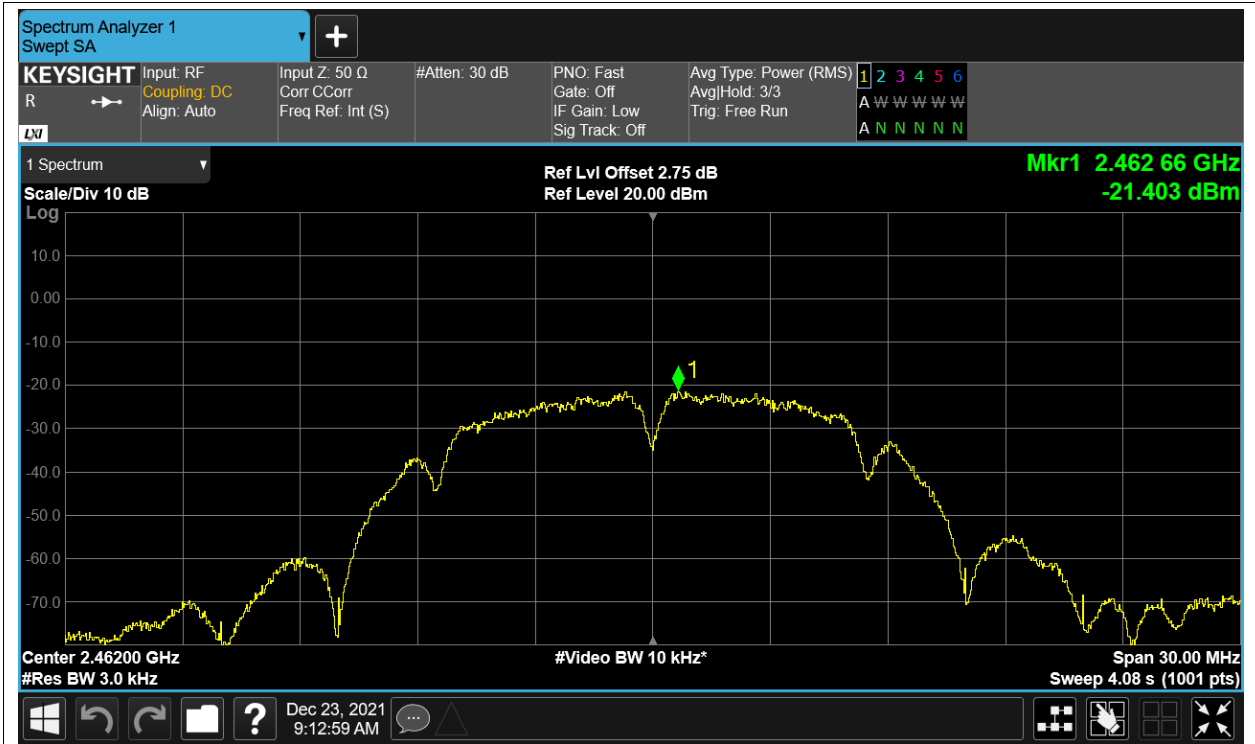 Spectrum Analyzer 1
Swept SA
KEYSIGHT
R
LXI
Input: RF
Coupling: DC
Align: Auto
Input Z: 50 Ω
Corr CCorr
Freq Ref: Int (S)
#Atten: 30 dB
PNO: Fast
Gate: Off
IF Gain: Low
Sig Track: Off
Avg Type: Power (RMS)
Avg|Hold: 3/3
Trig: Free Run
1 2 3 4 5 6
A W W W W W
A N N N N N
1 Spectrum
Scale/Div 10 dB
Ref Lvl Offset 2.75 dB
Ref Level 20.00 dBm
Mkr1 2.462 66 GHz
-21.403 dBm
Log
10.0
0.00
-10.0
-20.0
-30.0
-40.0
-50.0
-60.0
-70.0
1
Center 2.46200 GHz
#Res BW 3.0 kHz
#Video BW 10 kHz*
Span 30.00 MHz
Sweep 4.08 s (1001 pts)
?
Dec 23, 2021
9:12:59 AM